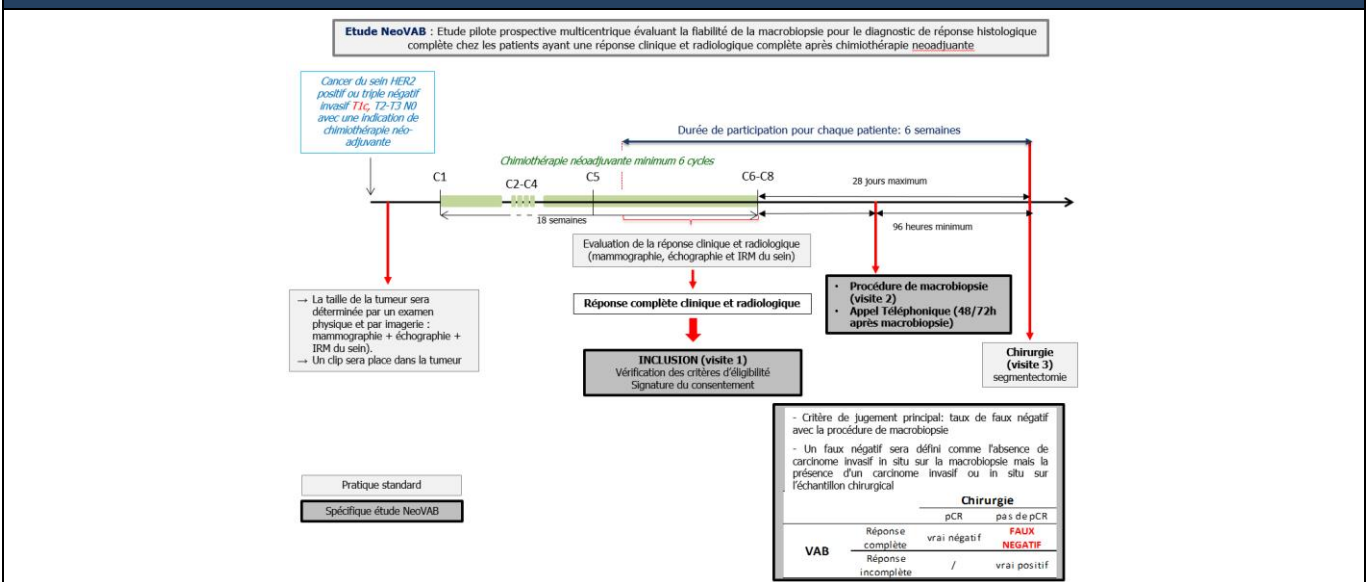 Etude NeoVAB : Etude pilote prospective multicentrique évaluant la fiabilité de la macrobiopsie pour le diagnostic de réponse histologique
complète chez les patients ayant une réponse clinique et radiologique complète après chimiothérapie neoadjuante
Cancer du sein HER2
positif ou triple négatif
invasif T1c, T2-T3 N0
avec une indication de
chimiothérapie néo-
adjuvante
Durée de participation pour chaque patiente: 6 semaines
Chimiothérapie néoadjuvante minimum 6 cycles
C1
C2-C4
C5
C6-C8
28 jours maximum
18 semaines
96 heures minimum
Evaluation de la réponse clinique et radiologique
(mammographie, échographie et IRM du sein)
Réponse complète clinique et radiologique
INCLUSION (visite 1)
Vérification des critères d'éligibilité
Signature du consentement
→ La taille de la tumeur sera
déterminée par un examen
physique et par imagerie :
mammographie + échographie +
IRM du sein).
→ Un clip sera place dans la tumeur
• Procédure de macrobiopsie
(visite 2)
• Appel Téléphonique (48/72h
après macrobiopsie)
Chirurgie
(visite 3)
segmentectomie
- Critère de jugement principal: taux de faux négatif
avec la procédure de macrobiopsie
- Un faux négatif sera défini comme l'absence de
carcinome invasif in situ sur la macrobiopsie mais la
présence d'un carcinome invasif ou in situ sur
l'échantillon chirurgical
Chirurgie
pCR pas de pCR
VAB
Réponse
complète
vrai négatif
FAUX
NEGATIF
Réponse
incomplète
/ vrai positif
Pratique standard
Spécifique étude NeoVAB